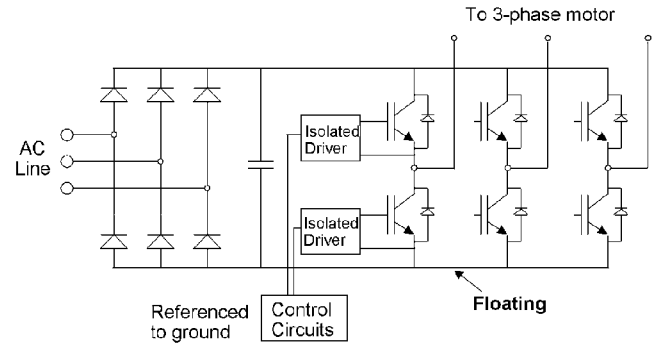 To 3-phase motor
AC
Line
Isolated
Driver
Isolated
Driver
Referenced
to ground
Control
Circuits
Floating